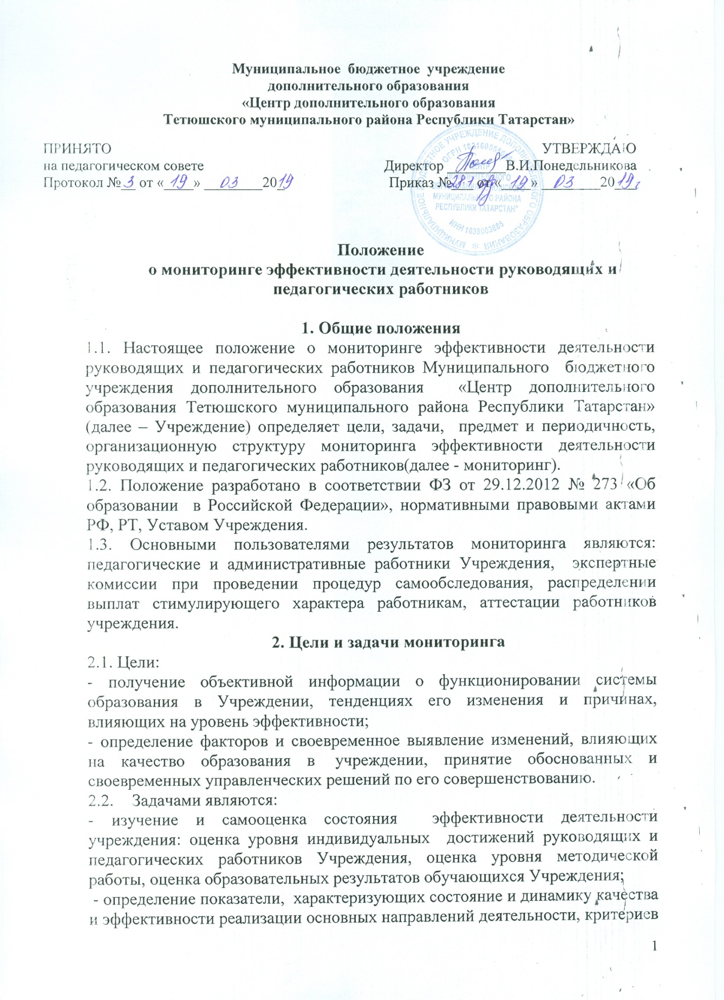 Муниципальное бюджетное учреждение
дополнительного образования
«Центр дополнительного образования
Тетюшского муниципального района Республики Татарстан»
ПРИНЯТО УТВЕРЖДАЮ
на педагогическом совете Директор В.И.Понедельникова
Протокол № 3 от « 19 » 03 2019 Приказ № 281 от « 19 » 03 2019 г
МУНИЦИПАЛЬНОЕ БЮДЖЕТНОЕ УЧРЕЖДЕНИЕ ДОПОЛНИТЕЛЬНОГО ОБРАЗОВАНИЯ
МУНИЦИПАЛЬНОГО РАЙОНА
РЕСПУБЛИКИ ТАТАРСТАН"
ИНН 1638003685
Положение
о мониторинге эффективности деятельности руководящих и
педагогических работников
1. Общие положения
1.1. Настоящее положение о мониторинге эффективности деятельности
руководящих и педагогических работников Муниципального бюджетного
учреждения дополнительного образования «Центр дополнительного
образования Тетюшского муниципального района Республики Татарстан»
(далее – Учреждение) определяет цели, задачи, предмет и периодичность,
организационную структуру мониторинга эффективности деятельности
руководящих и педагогических работников(далее - мониторинг).
1.2. Положение разработано в соответствии ФЗ от 29.12.2012 № 273 «Об
образовании в Российской Федерации», нормативными правовыми актами
РФ, РТ, Уставом Учреждения.
1.3. Основными пользователями результатов мониторинга являются:
педагогические и административные работники Учреждения, экспертные
комиссии при проведении процедур самообследования, распределении
выплат стимулирующего характера работникам, аттестации работников
учреждения.
2. Цели и задачи мониторинга
2.1. Цели:
- получение объективной информации о функционировании системы
образования в Учреждении, тенденциях его изменения и причинах,
влияющих на уровень эффективности;
- определение факторов и своевременное выявление изменений, влияющих
на качество образования в учреждении, принятие обоснованных и
своевременных управленческих решений по его совершенствованию.
2.2. Задачами являются:
- изучение и самооценка состояния эффективности деятельности
учреждения: оценка уровня индивидуальных достижений руководящих и
педагогических работников Учреждения, оценка уровня методической
работы, оценка образовательных результатов обучающихся Учреждения;
- определение показатели, характеризующих состояние и динамику качества
и эффективности реализации основных направлений деятельности, критериев
1